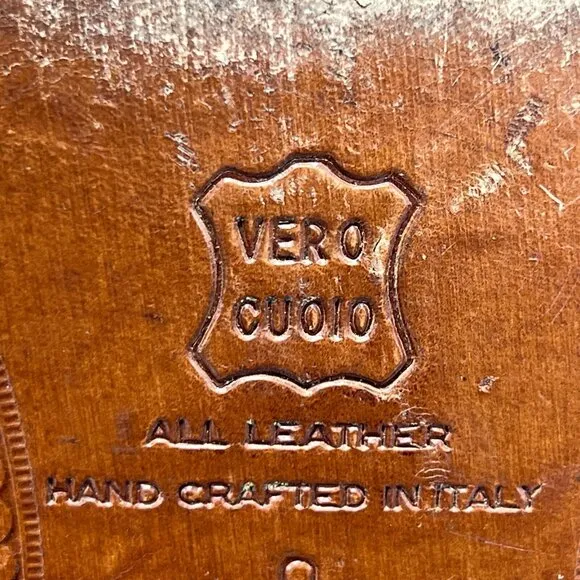 VERO
CUOIO
ALL LEATHER
HAND CRAFTED IN ITALY